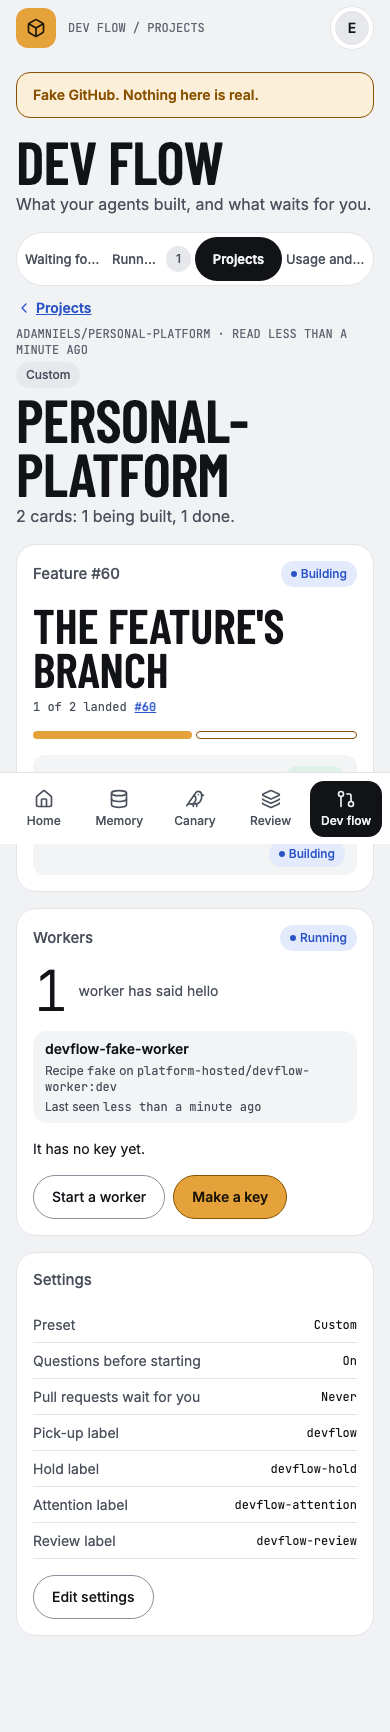 DEV FLOW / PROJECTS
E
Fake GitHub. Nothing here is real.
DEV FLOW
What your agents built, and what waits for you.
Waiting fo...
Runn...
1
Projects
Usage and...
Projects
ADAMNIELS/PERSONAL-PLATFORM · READ LESS THAN A
MINUTE AGO
Custom
PERSONAL-
PLATFORM
2 cards: 1 being built, 1 done.
Feature #60
Building
THE FEATURE'S
BRANCH
1 of 2 landed #60
Home
Memory
Canary
Review
Dev flow
Building
Workers
Running
1 worker has said hello
devflow-fake-worker
Recipe fake on platform-hosted/devflow-
worker:dev
Last seen less than a minute ago
It has no key yet.
Start a worker
Make a key
Settings
Preset Custom
Questions before starting On
Pull requests wait for you Never
Pick-up label devflow
Hold label devflow-hold
Attention label devflow-attention
Review label devflow-review
Edit settings